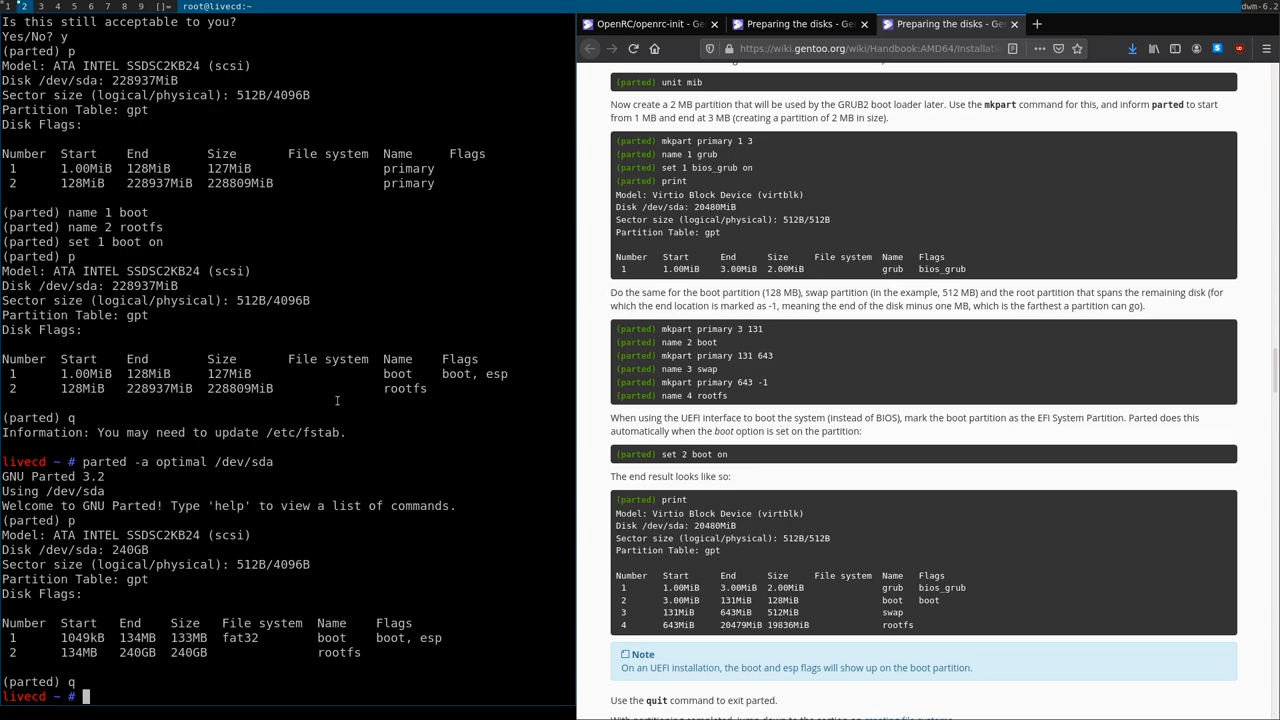 1 2 3 4 5 6 7 8 9 []= root@livecd:~ dwm-6.2
Is this still acceptable to you?
Yes/No? y
(parted) p
Model: ATA INTEL SSDSC2KB24 (scsi)
Disk /dev/sda: 228937MiB
Sector size (logical/physical): 512B/4096B
Partition Table: gpt
Disk Flags:
Number Start End Size File system Name Flags
1 1.00MiB 128MiB 127MiB primary
2 128MiB 228937MiB 228809MiB primary
(parted) name 1 boot
(parted) name 2 rootfs
(parted) set 1 boot on
(parted) p
Model: ATA INTEL SSDSC2KB24 (scsi)
Disk /dev/sda: 228937MiB
Sector size (logical/physical): 512B/4096B
Partition Table: gpt
Disk Flags:
Number Start End Size File system Name Flags
1 1.00MiB 128MiB 127MiB boot boot, esp
2 128MiB 228937MiB 228809MiB rootfs
(parted) q
Information: You may need to update /etc/fstab.
livecd ~ # parted -a optimal /dev/sda
GNU Parted 3.2
Using /dev/sda
Welcome to GNU Parted! Type 'help' to view a list of commands.
(parted) p
Model: ATA INTEL SSDSC2KB24 (scsi)
Disk /dev/sda: 240GB
Sector size (logical/physical): 512B/4096B
Partition Table: gpt
Disk Flags:
Number Start End Size File system Name Flags
1 1049kB 134MB 133MB fat32 boot boot, esp
2 134MB 240GB 240GB rootfs
(parted) q
livecd ~ #
OpenRC/openrc-init - Ge Preparing the disks - Ge Preparing the disks - Ge
https://wiki.gentoo.org/wiki/Handbook:AMD64/Installati
(parted) unit mib
Now create a 2 MB partition that will be used by the GRUB2 boot loader later. Use the mkpart command for this, and inform parted to start
from 1 MB and end at 3 MB (creating a partition of 2 MB in size).
(parted) mkpart primary 1 3
(parted) name 1 grub
(parted) set 1 bios_grub on
(parted) print
Model: Virtio Block Device (virtblk)
Disk /dev/sda: 20480MiB
Sector size (logical/physical): 512B/512B
Partition Table: gpt
Number Start End Size File system Name Flags
1 1.00MiB 3.00MiB 2.00MiB grub bios_grub
Do the same for the boot partition (128 MB), swap partition (in the example, 512 MB) and the root partition that spans the remaining disk (for
which the end location is marked as -1, meaning the end of the disk minus one MB, which is the farthest a partition can go).
(parted) mkpart primary 3 131
(parted) name 2 boot
(parted) mkpart primary 131 643
(parted) name 3 swap
(parted) mkpart primary 643 -1
(parted) name 4 rootfs
When using the UEFI interface to boot the system (instead of BIOS), mark the boot partition as the EFI System Partition. Parted does this
automatically when the boot option is set on the partition:
(parted) set 2 boot on
The end result looks like so:
(parted) print
Model: Virtio Block Device (virtblk)
Disk /dev/sda: 20480MiB
Sector size (logical/physical): 512B/512B
Partition Table: gpt
Number Start End Size File system Name Flags
1 1.00MiB 3.00MiB 2.00MiB grub bios_grub
2 3.00MiB 131MiB 128MiB boot boot
3 131MiB 643MiB 512MiB swap
4 643MiB 20479MiB 19836MiB rootfs
Note
On an UEFI installation, the boot and esp flags will show up on the boot partition.
Use the quit command to exit parted.